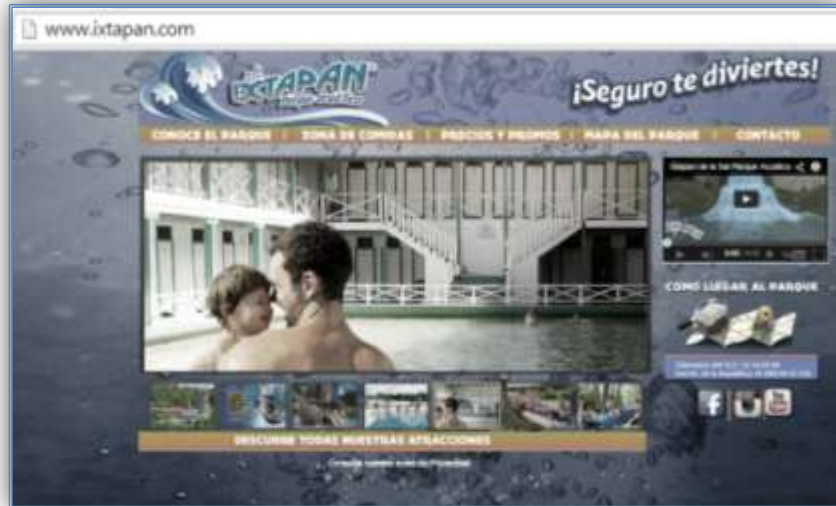 www.ixtapan.com
IXTAPAN
¡Seguro te diviertes!
CONOCE EL PARQUE | ZONA DE COMIDAS | PRECIOS Y PROMOS | MAPA DEL PARQUE | CONTACTO
COMO LLEGAR AL PARQUE
DESCUBRE TODAS NUESTRAS ATRACCIONES